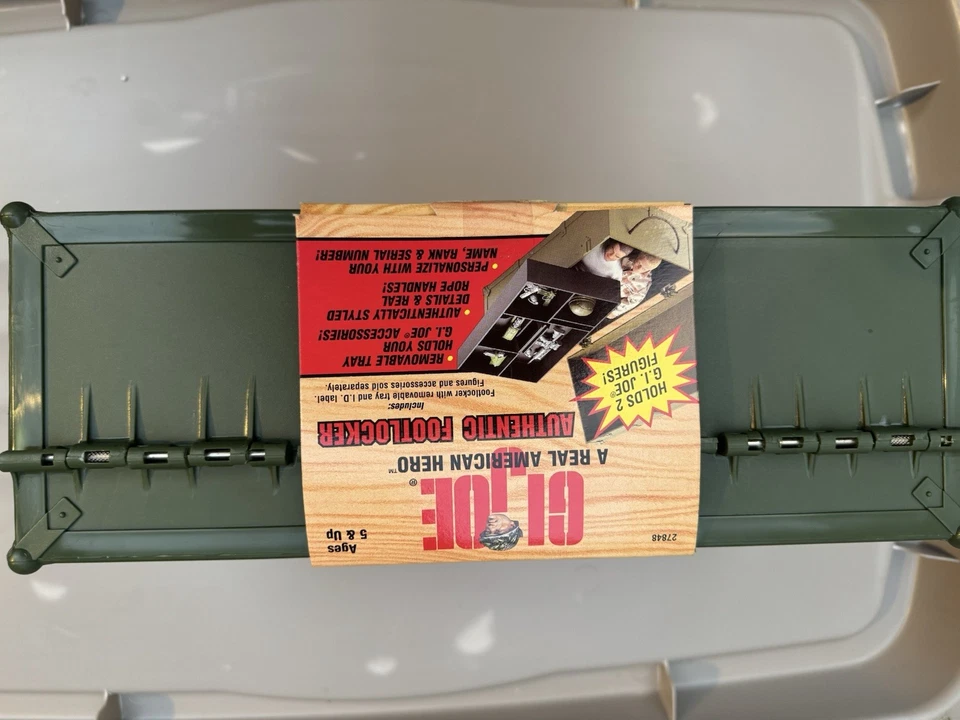 27848
Ages
5 & Up
GI JOE®
A REAL AMERICAN HERO™
AUTHENTIC FOOTLOCKER
Includes:
Footlocker with removable tray and I.D. label.
Figures and accessories sold separately.
HOLDS 2
G.I. JOE®
FIGURES!
• REMOVABLE TRAY
HOLDS YOUR
G.I. JOE® ACCESSORIES!
• AUTHENTICALLY STYLED
DETAILS & REAL
ROPE HANDLES!
• PERSONALIZE WITH YOUR
NAME, RANK & SERIAL NUMBER!